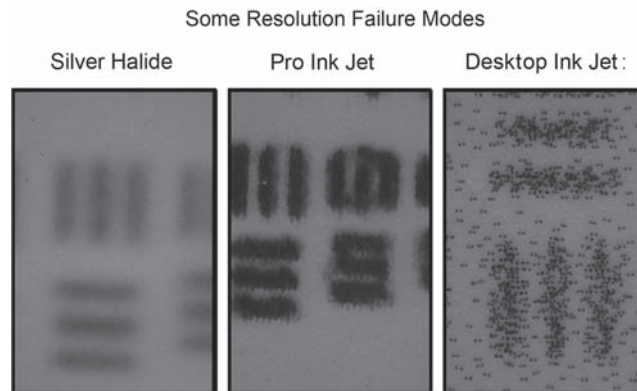 Some Resolution Failure Modes
Silver Halide
Pro Ink Jet
Desktop Ink Jet: